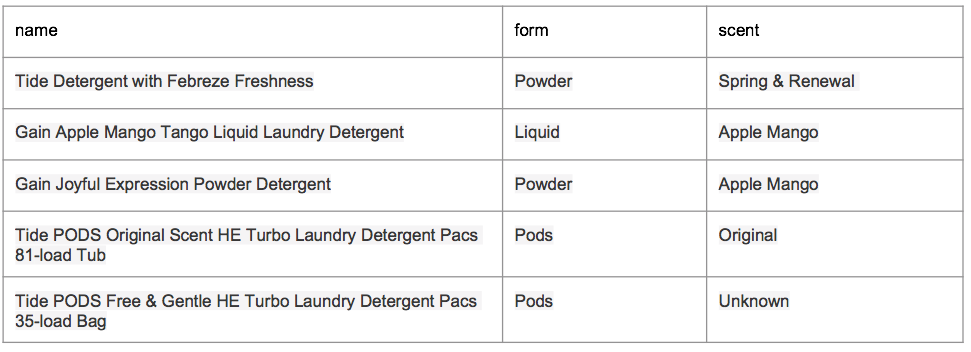 name form scent
Tide Detergent with Febreze Freshness Powder Spring & Renewal
Gain Apple Mango Tango Liquid Laundry Detergent Liquid Apple Mango
Gain Joyful Expression Powder Detergent Powder Apple Mango
Tide PODS Original Scent HE Turbo Laundry Detergent Pacs Pods Original
81-load Tub
Tide PODS Free & Gentle HE Turbo Laundry Detergent Pacs Pods Unknown
35-load Bag